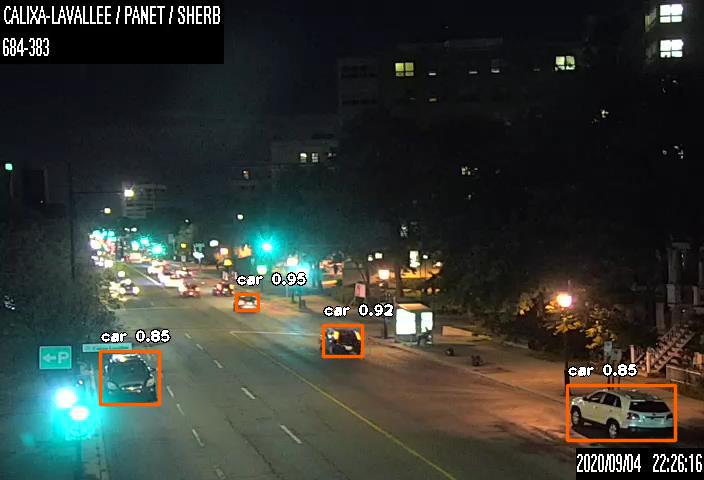 CALIXA-LAVALLEE / PANET / SHERB
684-383
car 0.95
car 0.92
car 0.85
car 0.85
←P
2020/09/04 22:26:16